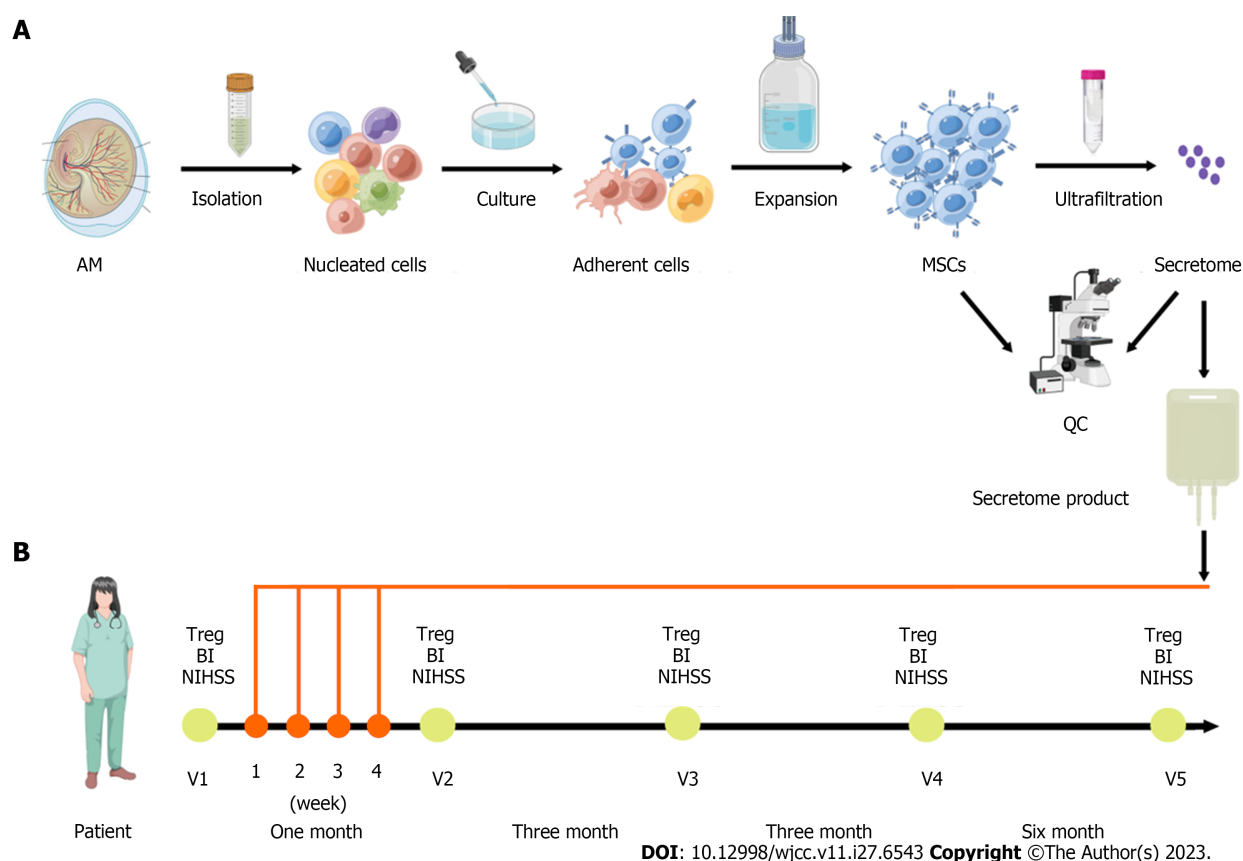 A
Isolation
Culture
Expansion
Ultrafiltration
AM
Nucleated cells
Adherent cells
MSCs
Secretome
QC
Secretome product
B
Treg
BI
NIHSS
Treg
BI
NIHSS
Treg
BI
NIHSS
Treg
BI
NIHSS
Treg
BI
NIHSS
V1
1
2
3
4
V2
V3
V4
V5
(week)
Patient
One month
Three month
Three month
Six month
DOI: 10.12998/wjcc.v11.i27.6543 Copyright ©The Author(s) 2023.